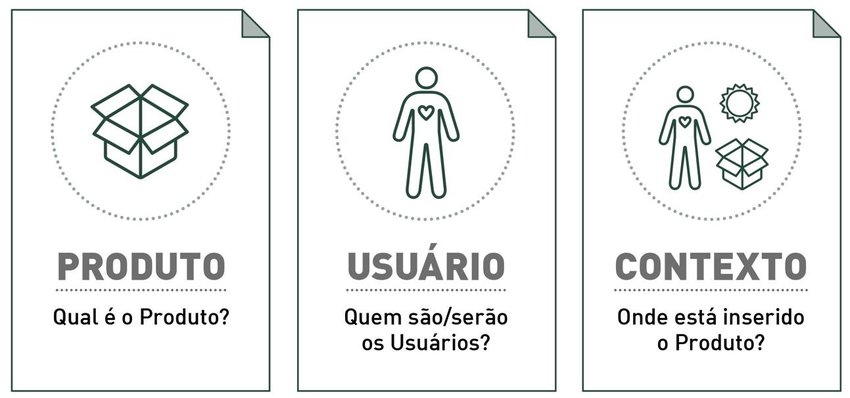 PRODUTO
Qual é o Produto?
USUÁRIO
Quem são/serão
os Usuários?
CONTEXTO
Onde está inserido
o Produto?